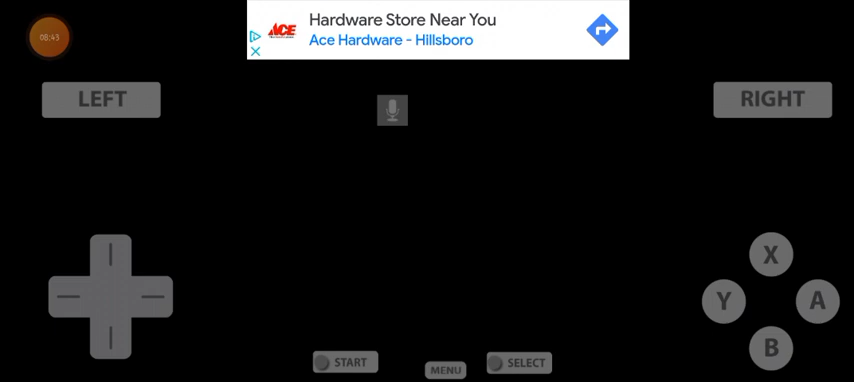 08:43
ACE
Hardware Store Near You
Ace Hardware - Hillsboro
LEFT
RIGHT
X
Y
A
B
START
SELECT
MENU